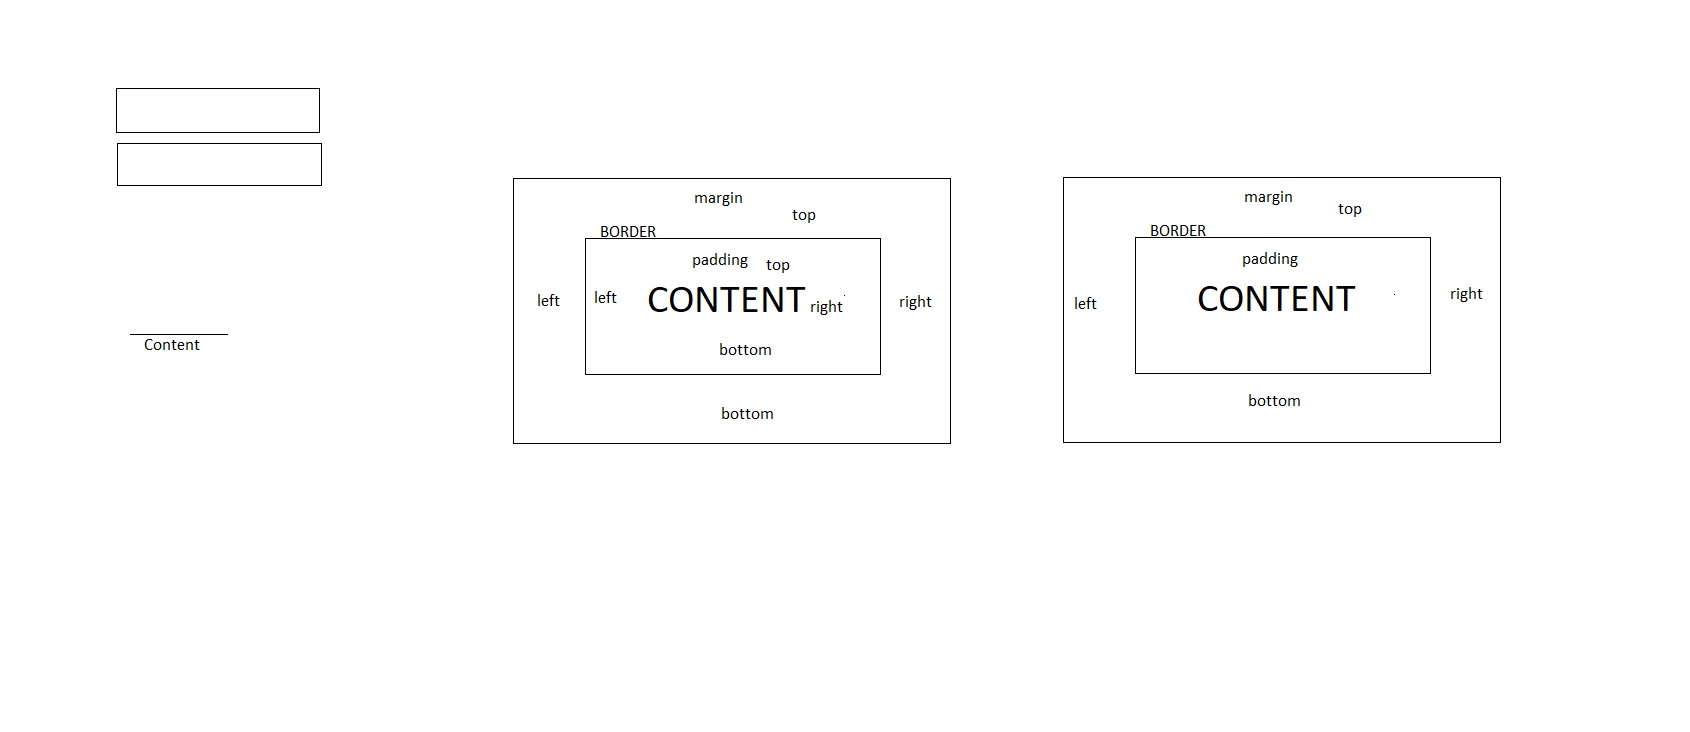 Content
margin
top
BORDER
padding
top
left
left
CONTENT
right
right
bottom
bottom
margin
top
BORDER
padding
left
CONTENT
right
bottom